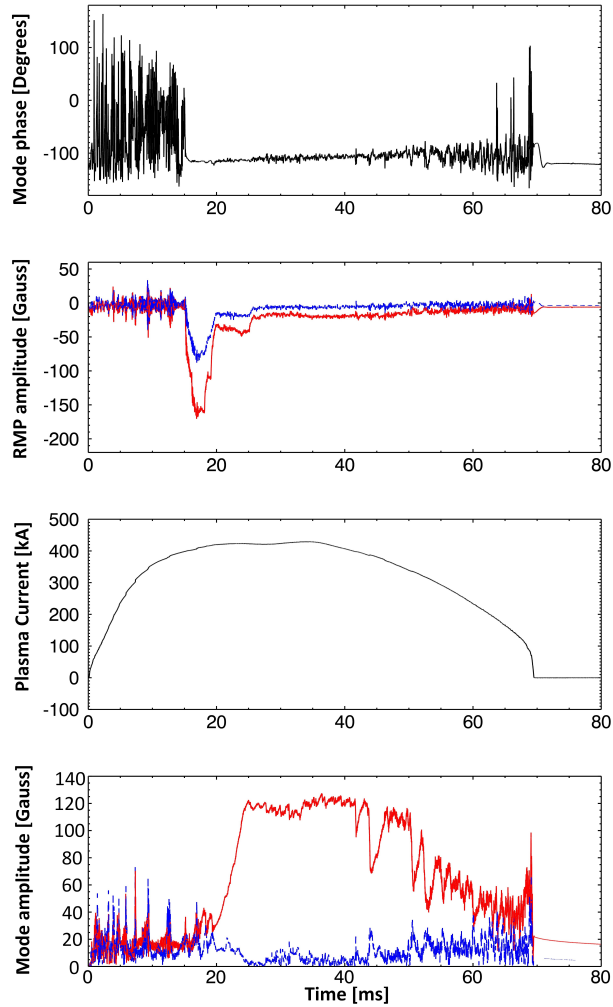 Mode phase [Degrees]
100
0
-100
0 20 40 60 80
RMP amplitude [Gauss]
50
0
-50
-100
-150
-200
0 20 40 60 80
Plasma Current [kA]
500
400
300
200
100
0
-100
0 20 40 60 80
Mode amplitude [Gauss]
140
120
100
80
60
40
20
0
0 20 40 60 80
Time [ms]